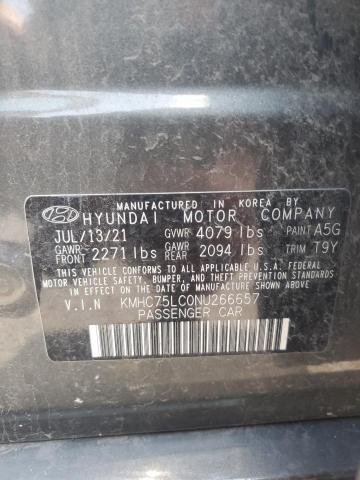 MANUFACTURED IN KOREA BY
HYUNDAI MOTOR COMPANY
JUL/13/21 GVWR 4079 lbs PAINT A5G
GAWR FRONT 2271 lbs GAWR REAR 2094 lbs TRIM T9Y
THIS VEHICLE CONFORMS TO ALL APPLICABLE U.S.A. FEDERAL
MOTOR VEHICLE SAFETY, BUMPER, AND THEFT PREVENTION
STANDARDS IN EFFECT ON THE DATE OF MANUFACTURE SHOWN ABOVE.
V.I.N KMHC75LC0NU266657
PASSENGER CAR